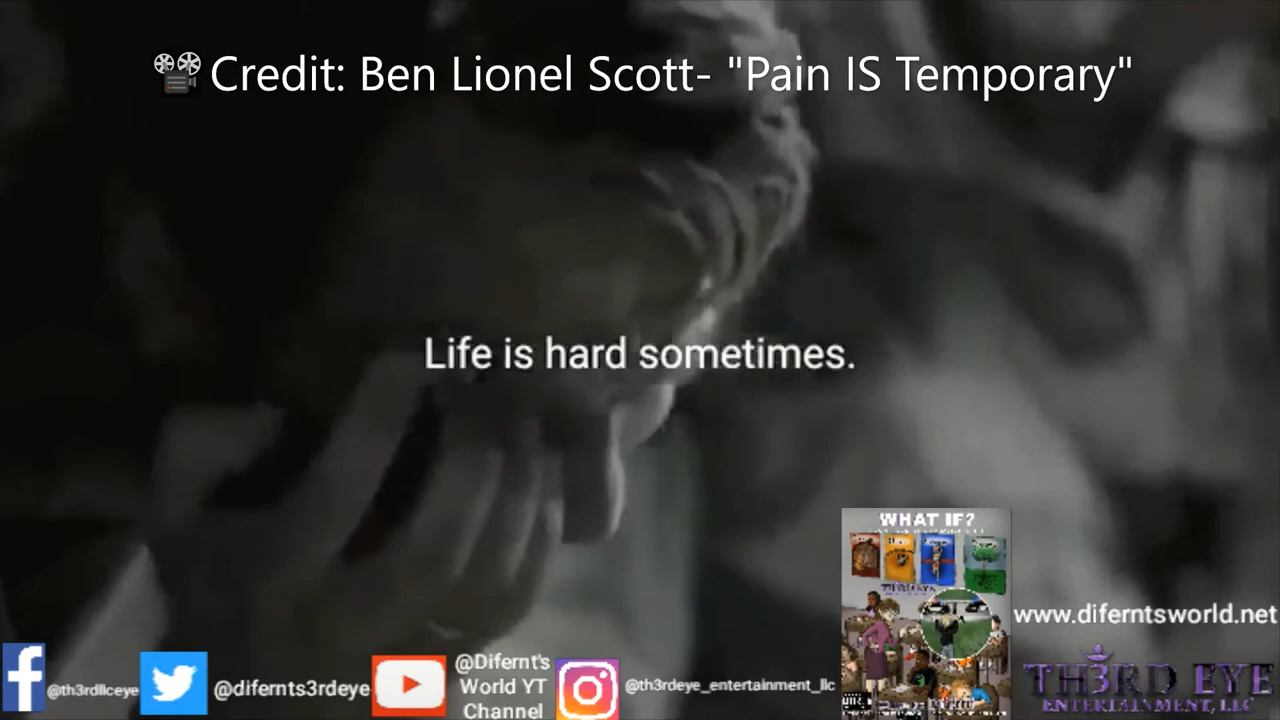 Credit: Ben Lionel Scott- "Pain IS Temporary"
Life is hard sometimes.
WHAT IF?
www.diferntsworld.net
@th3rdllceye
@difernts3rdeye
@Difernt's
World YT
Channel
@th3rdeye_entertainment_llc
TH3RD EYE
ENTERTAINMENT, LLC